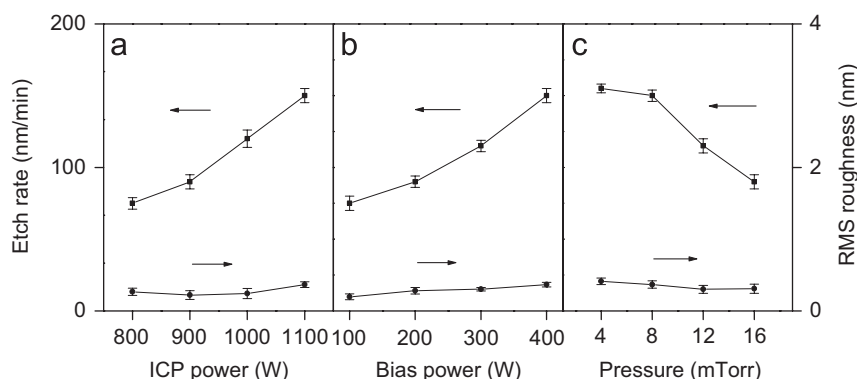 a
b
c
Etch rate (nm/min)
200
100
0
800 900 1000 1100
ICP power (W)
100 200 300 400
Bias power (W)
4 8 12 16
Pressure (mTorr)
4
2
0
RMS roughness (nm)